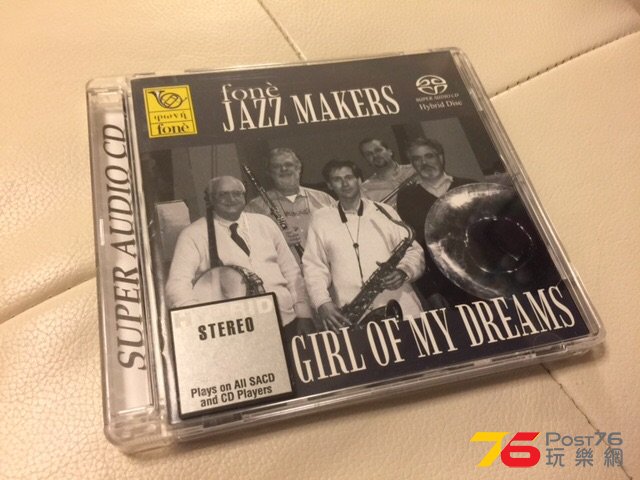 SUPER AUDIO CD
φωνή
fonè
fonè
JAZZ MAKERS
SUPER AUDIO CD
Hybrid Disc
STEREO
Plays on All SACD
and CD Players
GIRL OF MY DREAMS
76 Post76
玩樂網